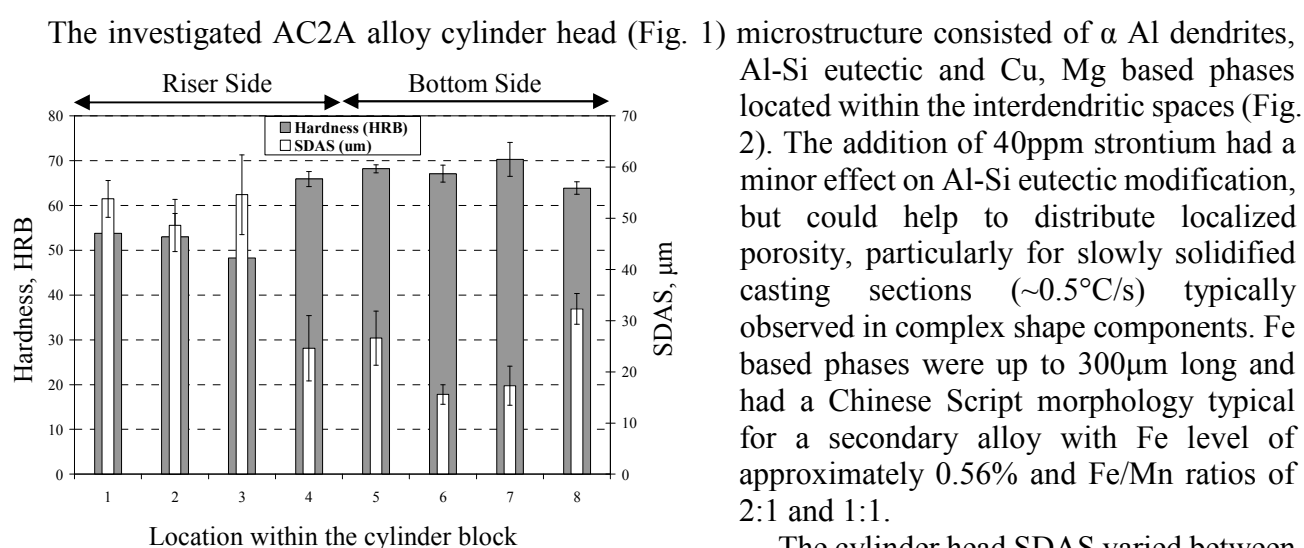 The investigated AC2A alloy cylinder head (Fig. 1) microstructure consisted of α Al dendrites,
Al-Si eutectic and Cu, Mg based phases
located within the interdendritic spaces (Fig.
2). The addition of 40ppm strontium had a
minor effect on Al-Si eutectic modification,
but could help to distribute localized
porosity, particularly for slowly solidified
casting sections (~0.5°C/s) typically
observed in complex shape components. Fe
based phases were up to 300μm long and
had a Chinese Script morphology typical
for a secondary alloy with Fe level of
approximately 0.56% and Fe/Mn ratios of
2:1 and 1:1.
The cylinder head SDAS varied between
Riser Side
Bottom Side
Hardness (HRB)
SDAS (um)
Hardness, HRB
80
70
60
50
40
30
20
10
0
SDAS, μm
70
60
50
40
30
20
10
0
1 2 3 4 5 6 7 8
Location within the cylinder block